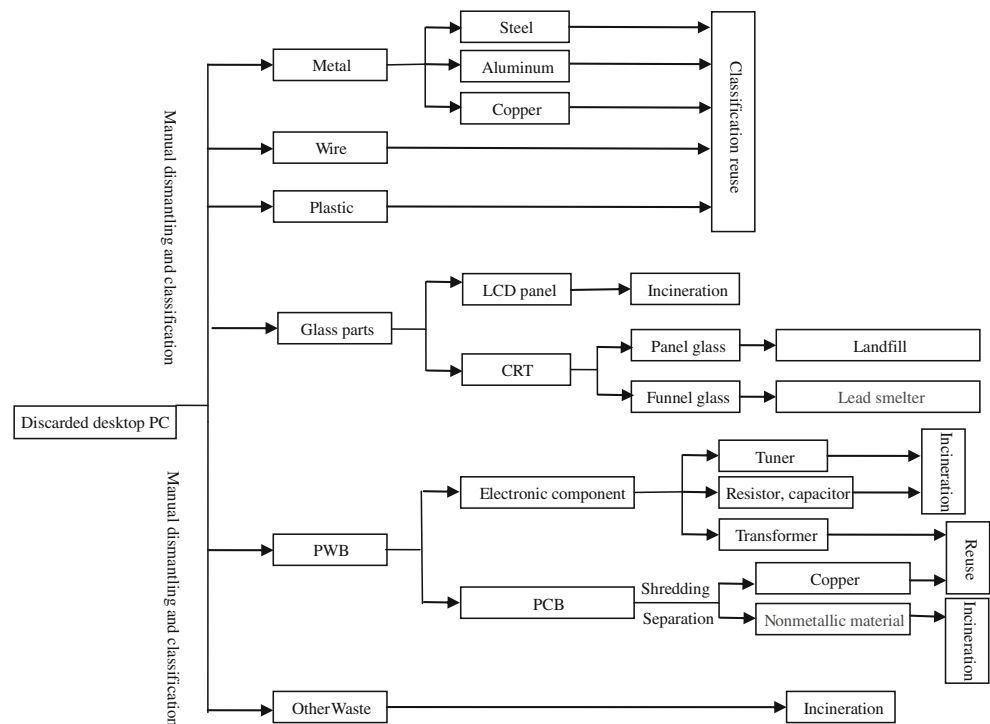 Steel
Metal
Aluminum
Copper
Wire
Plastic
Classification reuse
Manual dismantling and classification
LCD panel
Incineration
Glass parts
Panel glass
Landfill
CRT
Funnel glass
Lead smelter
Discarded desktop PC
Manual dismantling and classification
Tuner
Electronic component
Resistor, capacitor
Incineration
Transformer
PWB
Reuse
Shredding
Copper
PCB
Separation
Nonmetallic material
Incineration
OtherWaste
Incineration